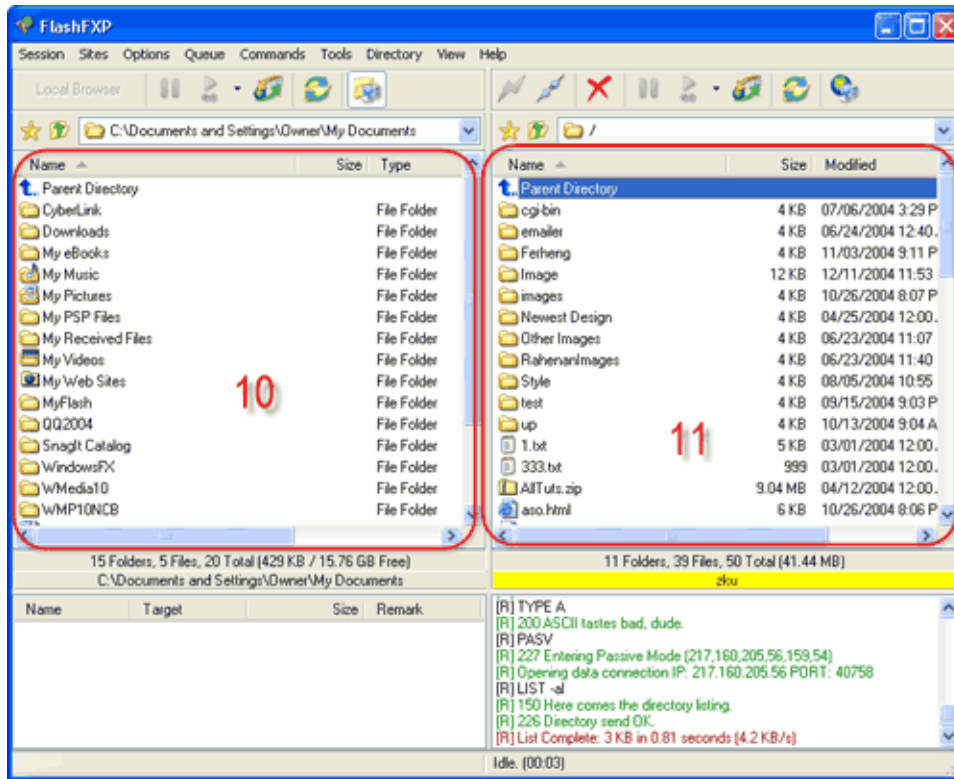 FlashFXP
Session Sites Options Queue Commands Tools Directory View Help
Local Browser
C:\Documents and Settings\Owner\My Documents
/
Name Size Type
Parent Directory
CyberLink File Folder
Downloads File Folder
My eBooks File Folder
My Music File Folder
My Pictures File Folder
My PSP Files File Folder
My Received Files File Folder
My Videos File Folder
My Web Sites File Folder
MyFlash File Folder
QQ2004 File Folder
SnagIt Catalog File Folder
WindowsFX File Folder
WMedia10 File Folder
WMP10NCB File Folder
10
Name Size Modified
Parent Directory
cgi-bin 4 KB 07/06/2004 3:29 P
emailer 4 KB 06/24/2004 12:40.
Ferheng 4 KB 11/03/2004 9:11 P
Image 12 KB 12/11/2004 11:53
images 4 KB 10/26/2004 8:07 P
Newest Design 4 KB 04/25/2004 12:00.
Other Images 4 KB 06/23/2004 11:07
RahenanImages 4 KB 06/23/2004 11:40
Style 4 KB 08/05/2004 10:55
test 4 KB 09/15/2004 9:03 P
up 4 KB 10/13/2004 9:04 A
1.txt 5 KB 03/01/2004 12:00.
333.txt 999 03/01/2004 12:00.
AllTuts.zip 9.04 MB 04/12/2004 12:00.
aso.html 6 KB 10/26/2004 8:06 P
11
15 Folders, 5 Files, 20 Total (429 KB / 15.76 GB Free)
C:\Documents and Settings\Owner\My Documents
11 Folders, 39 Files, 50 Total (41.44 MB)
zku
Name Target Size Remark
[R] TYPE A
[R] 200 ASCII tastes bad, dude.
[R] PASV
[R] 227 Entering Passive Mode (217,160,205,56,159,54)
[R] Opening data connection IP: 217.160.205.56 PORT: 40758
[R] LIST -al
[R] 150 Here comes the directory listing.
[R] 226 Directory send OK.
[R] List Complete: 3 KB in 0.81 seconds (4.2 KB/s)
Idle. (00:03)